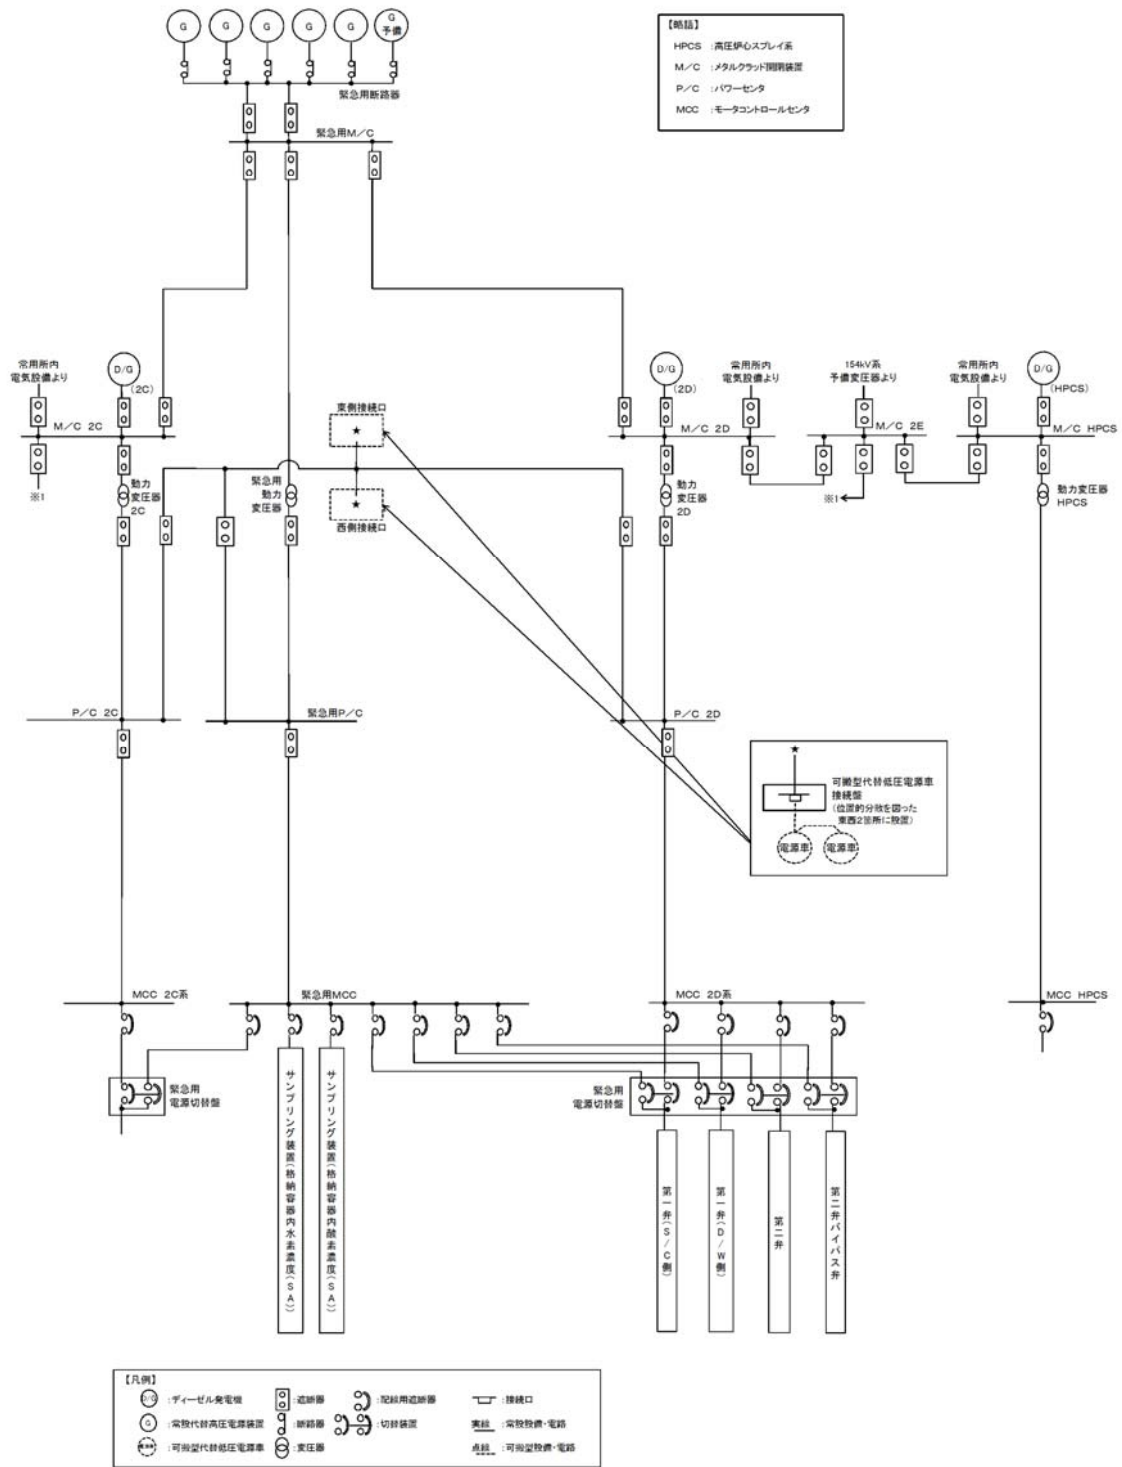 G
G
G
G
G
G
予備
緊急用断路器
緊急用M/C
【略語】
HPCS :高圧炉心スプレイ系
M/C :メタルクラッド開閉装置
P/C :パワーセンタ
MCC :モータコントロールセンタ
常用所内
電気設備より
D/G
(2C)
M/C 2C
※1
動力
変圧器
2C
緊急用
動力
変圧器
東側接続口
★
★
西側接続口
D/G
(2D)
M/C 2D
動力
変圧器
2D
常用所内
電気設備より
154kV系
予備変圧器より
M/C 2E
※1
常用所内
電気設備より
D/G
(HPCS)
M/C HPCS
動力変圧器
HPCS
P/C 2C
緊急用P/C
P/C 2D
★
可搬型代替低圧電源車
接続盤
(位置的分散を図った
東西2箇所に設置)
電源車
電源車
MCC 2C系
緊急用MCC
MCC 2D系
MCC HPCS
緊急用
電源切替盤
緊急用
電源切替盤
サンプリング装置(格納容器内水素濃度(SA))
サンプリング装置(格納容器内酸素濃度(SA))
第一弁(S/C側)
第一弁(D/W側)
第二弁
第二弁バイパス弁
【凡例】
D/G :ディーゼル発電機
:遮断器
:配線用遮断器
:接続口
G :常設代替高圧電源装置
:断路器
:切替装置
実線 :常設設備・電路
電源車 :可搬型代替低圧電源車
:変圧器
点線 :可搬型設備・電路